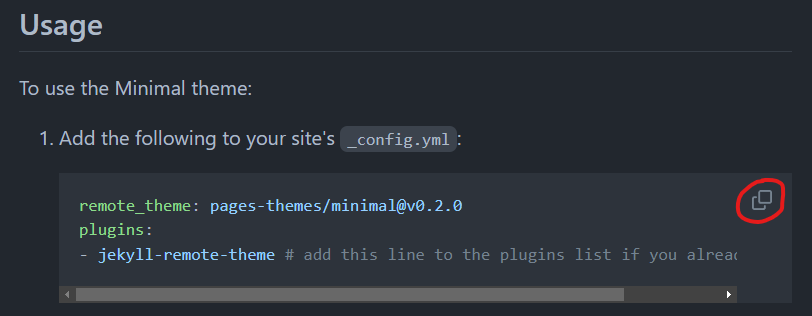 Usage
To use the Minimal theme:
1. Add the following to your site's _config.yml:
remote_theme: pages-themes/minimal@v0.2.0
plugins:
- jekyll-remote-theme # add this line to the plugins list if you alread